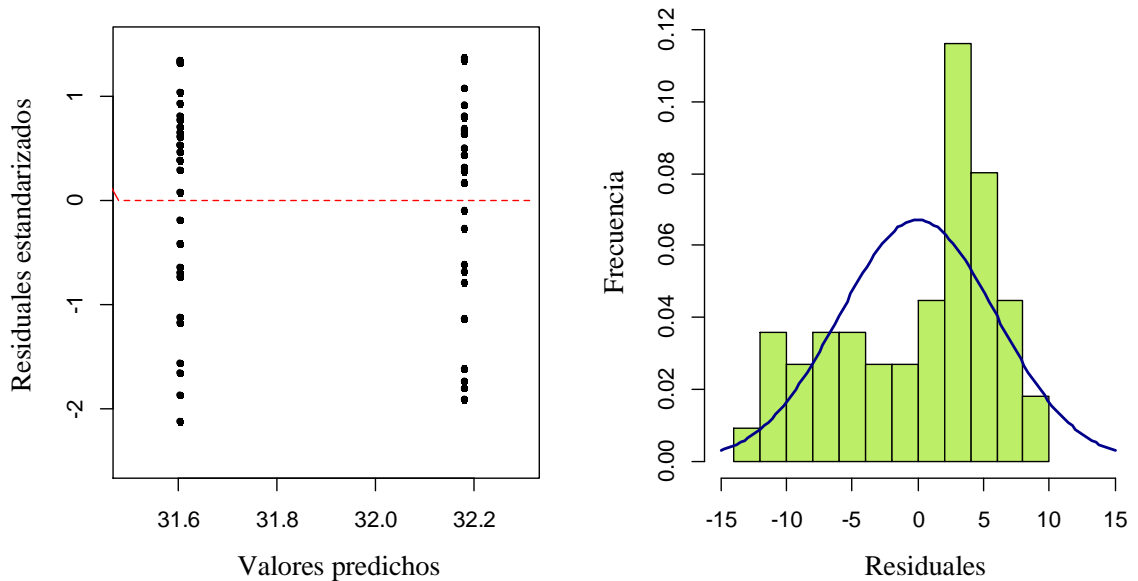 Residuales estandarizados
1
0
-1
-2
31.6 31.8 32.0 32.2
Valores predichos
Frecuencia
0.12
0.10
0.08
0.06
0.04
0.02
0.00
-15 -10 -5 0 5 10 15
Residuales